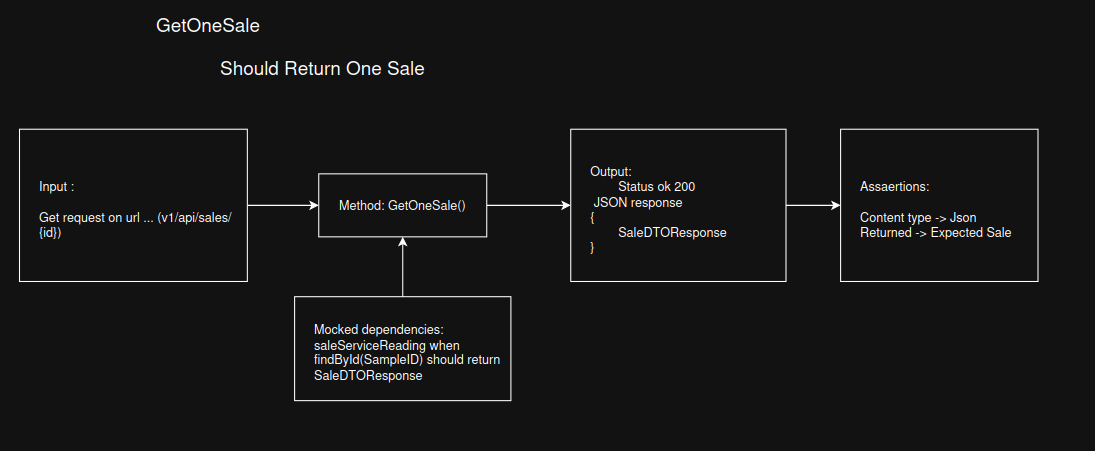 GetOneSale
Should Return One Sale
Input :
Get request on url ... (v1/api/sales/
{id})
Method: GetOneSale()
Mocked dependencies:
saleServiceReading when
findById(SampleID) should return
SaleDTOResponse
Output:
Status ok 200
JSON response
{
SaleDTOResponse
}
Assaertions:
Content type -> Json
Returned -> Expected Sale